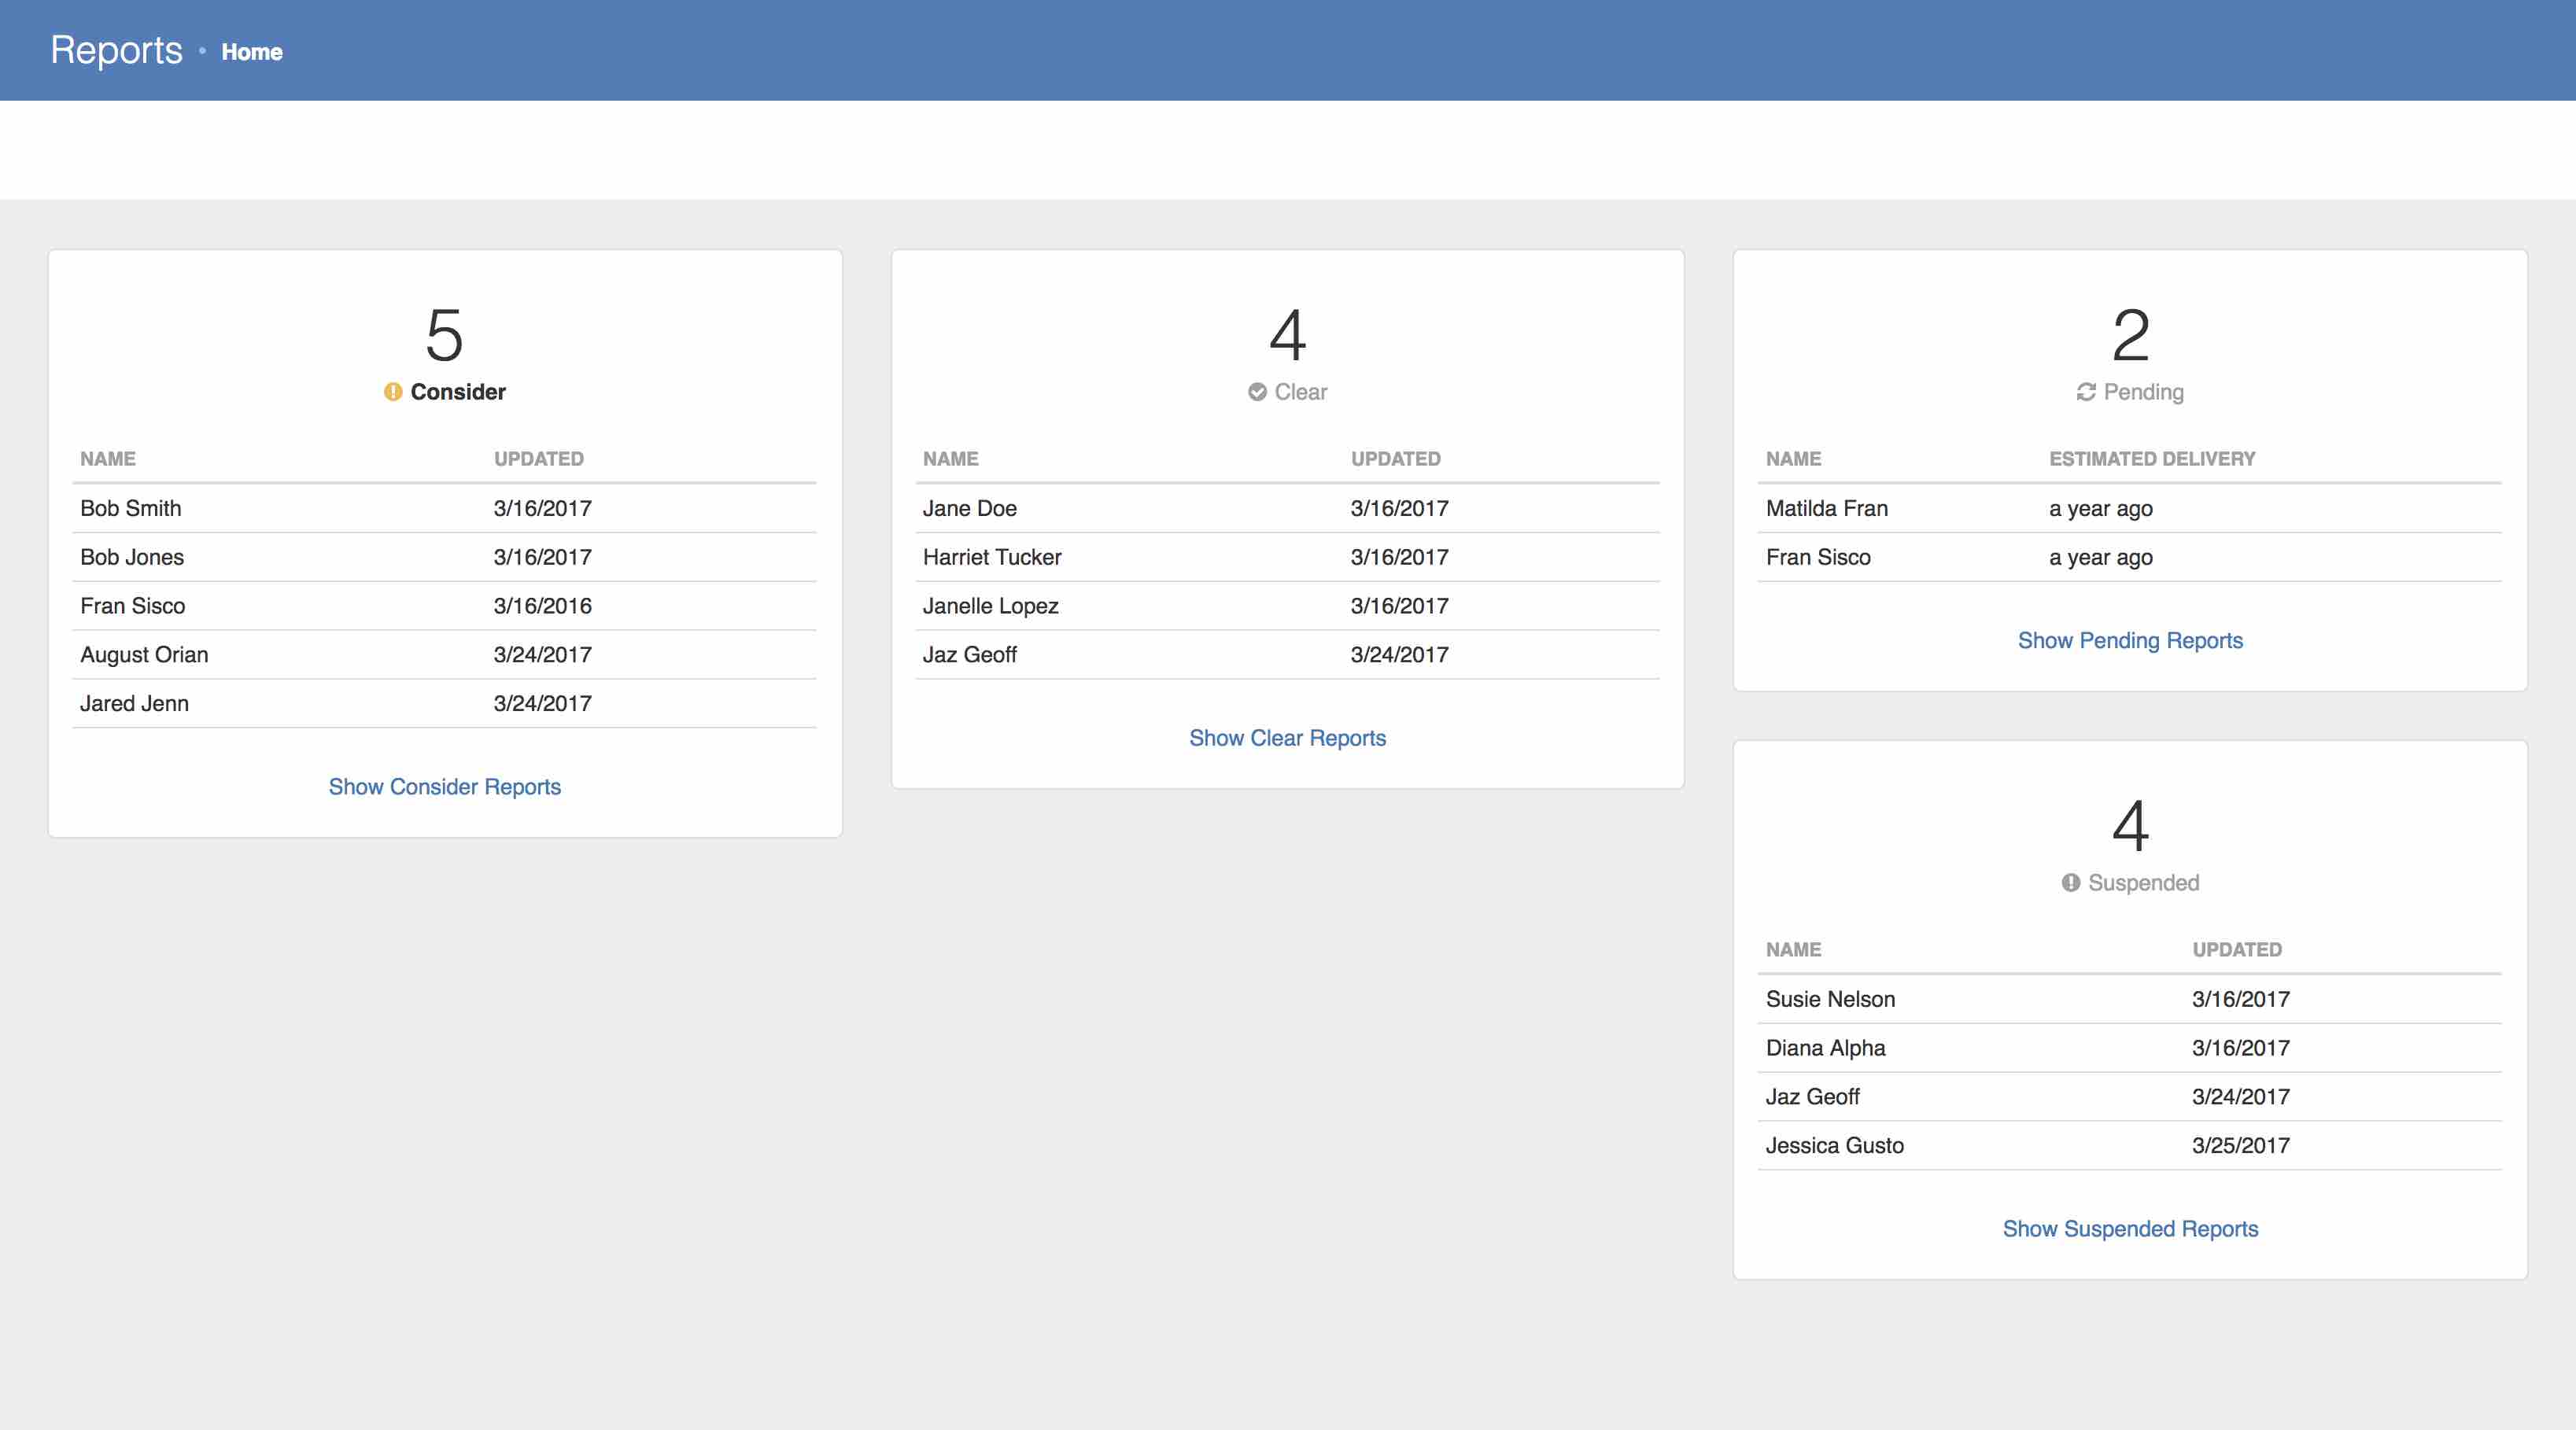 Reports • Home
5
Consider
NAME UPDATED
Bob Smith 3/16/2017
Bob Jones 3/16/2017
Fran Sisco 3/16/2016
August Orian 3/24/2017
Jared Jenn 3/24/2017
Show Consider Reports
4
Clear
NAME UPDATED
Jane Doe 3/16/2017
Harriet Tucker 3/16/2017
Janelle Lopez 3/16/2017
Jaz Geoff 3/24/2017
Show Clear Reports
2
Pending
NAME ESTIMATED DELIVERY
Matilda Fran a year ago
Fran Sisco a year ago
Show Pending Reports
4
Suspended
NAME UPDATED
Susie Nelson 3/16/2017
Diana Alpha 3/16/2017
Jaz Geoff 3/24/2017
Jessica Gusto 3/25/2017
Show Suspended Reports